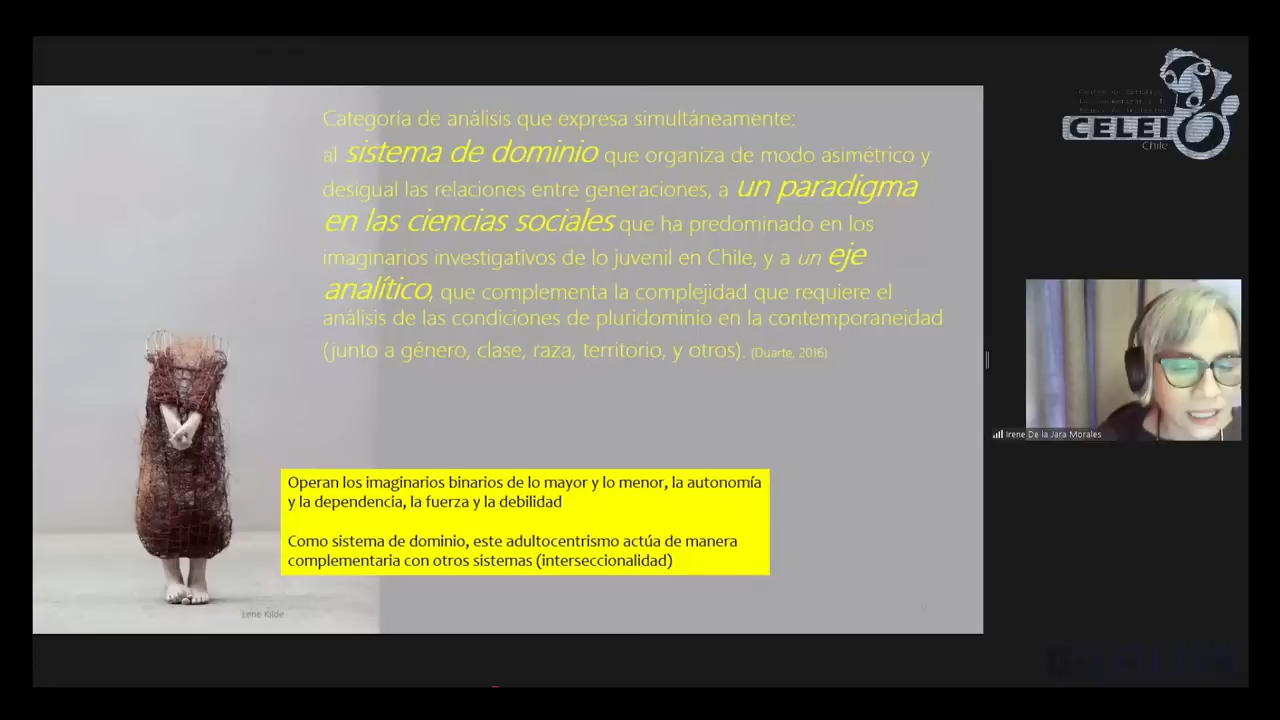 Categoría de análisis que expresa simultáneamente:
al sistema de dominio que organiza de modo asimétrico y
desigual las relaciones entre generaciones, a un paradigma
en las ciencias sociales que ha predominado en los
imaginarios investigativos de lo juvenil en Chile, y a un eje
analítico, que complementa la complejidad que requiere el
análisis de las condiciones de pluridominio en la contemporaneidad
(junto a género, clase, raza, territorio, y otros). (Duarte, 2016)
Operan los imaginarios binarios de lo mayor y lo menor, la autonomía
y la dependencia, la fuerza y la debilidad
Como sistema de dominio, este adultocentrismo actúa de manera
complementaria con otros sistemas (interseccionalidad)
Lene Kilde
CELEI
Chile
Irene De la Jara Morales